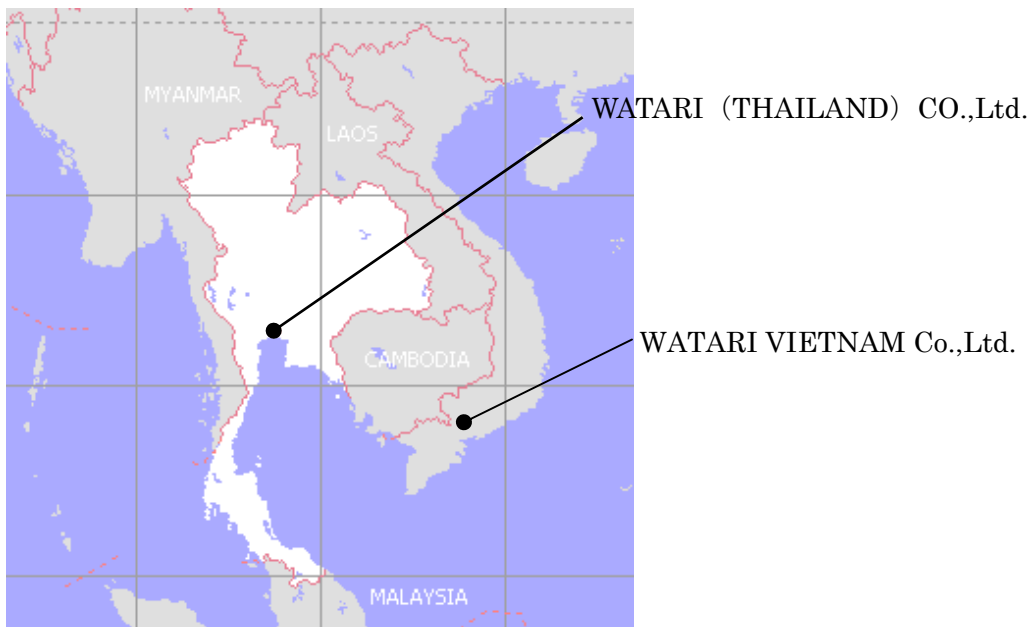 MYANMAR
WATARI（THAILAND）CO.,Ltd.
LAOS
WATARI VIETNAM Co.,Ltd.
CAMBODIA
MALAYSIA